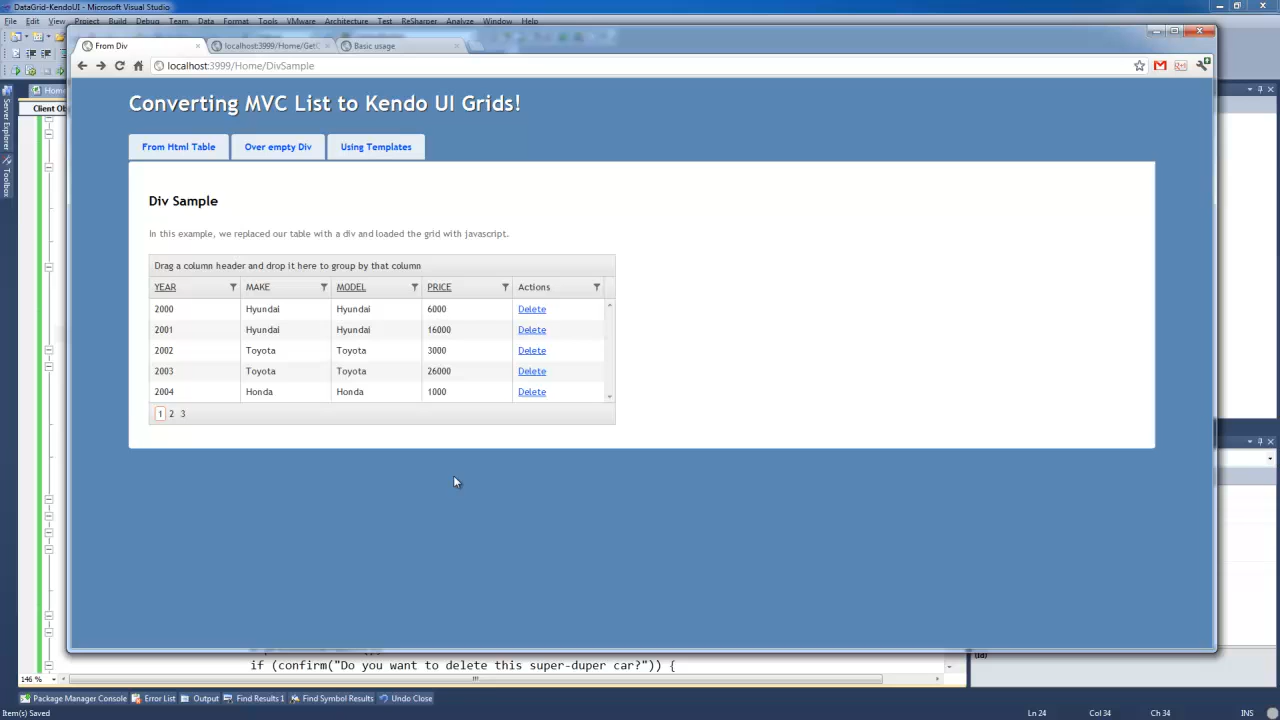 DataGrid-KendoUI - Microsoft Visual Studio
File Edit View Project Build Debug Team Data Format Tools VMware Architecture Test ReSharper Analyze Window Help
From Div
localhost:3999/Home/Get
Basic usage
localhost:3999/Home/DivSample
Home
Client Ob
Server Explorer
Toolbox
Converting MVC List to Kendo UI Grids!
From Html Table Over empty Div Using Templates
Div Sample
In this example, we replaced our table with a div and loaded the grid with javascript.
Drag a column header and drop it here to group by that column
YEAR MAKE MODEL PRICE Actions
2000 Hyundai Hyundai 6000 Delete
2001 Hyundai Hyundai 16000 Delete
2002 Toyota Toyota 3000 Delete
2003 Toyota Toyota 26000 Delete
2004 Honda Honda 1000 Delete
1 2 3
if (confirm("Do you want to delete this super-duper car?")) {
146 %
Package Manager Console Error List Output Find Results 1 Find Symbol Results Undo Close
Item(s) Saved Ln 24 Col 34 Ch 34 INS